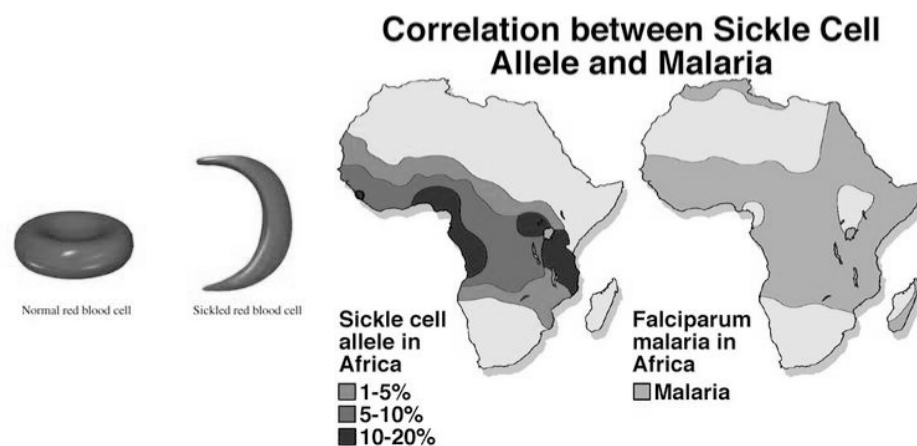 Correlation between Sickle Cell
Allele and Malaria
Normal red blood cell
Sickled red blood cell
Sickle cell
allele in
Africa
1-5%
5-10%
10-20%
Falciparum
malaria in
Africa
Malaria